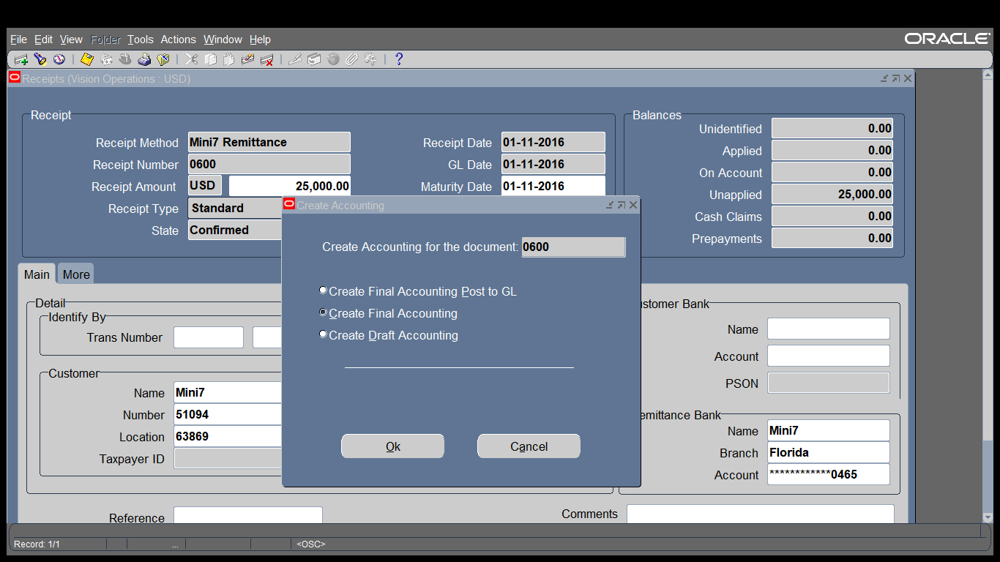 File Edit View Folder Tools Actions Window Help
ORACLE
Receipts (Vision Operations : USD)
Receipt
Receipt Method Mini7 Remittance
Receipt Number 0600
Receipt Amount USD 25,000.00
Receipt Type Standard
State Confirmed
Receipt Date 01-11-2016
GL Date 01-11-2016
Maturity Date 01-11-2016
Balances
Unidentified 0.00
Applied 0.00
On Account 0.00
Unapplied 25,000.00
Cash Claims 0.00
Prepayments 0.00
Create Accounting
Create Accounting for the document: 0600
Create Final Accounting Post to GL
Create Final Accounting
Create Draft Accounting
Ok Cancel
Main More
Detail
Identify By
Trans Number
Customer
Name Mini7
Number 51094
Location 63869
Taxpayer ID
Reference
ustomer Bank
Name
Account
PSON
emittance Bank
Name Mini7
Branch Florida
Account ************0465
Comments
Record: 1/1 ... <OSC>